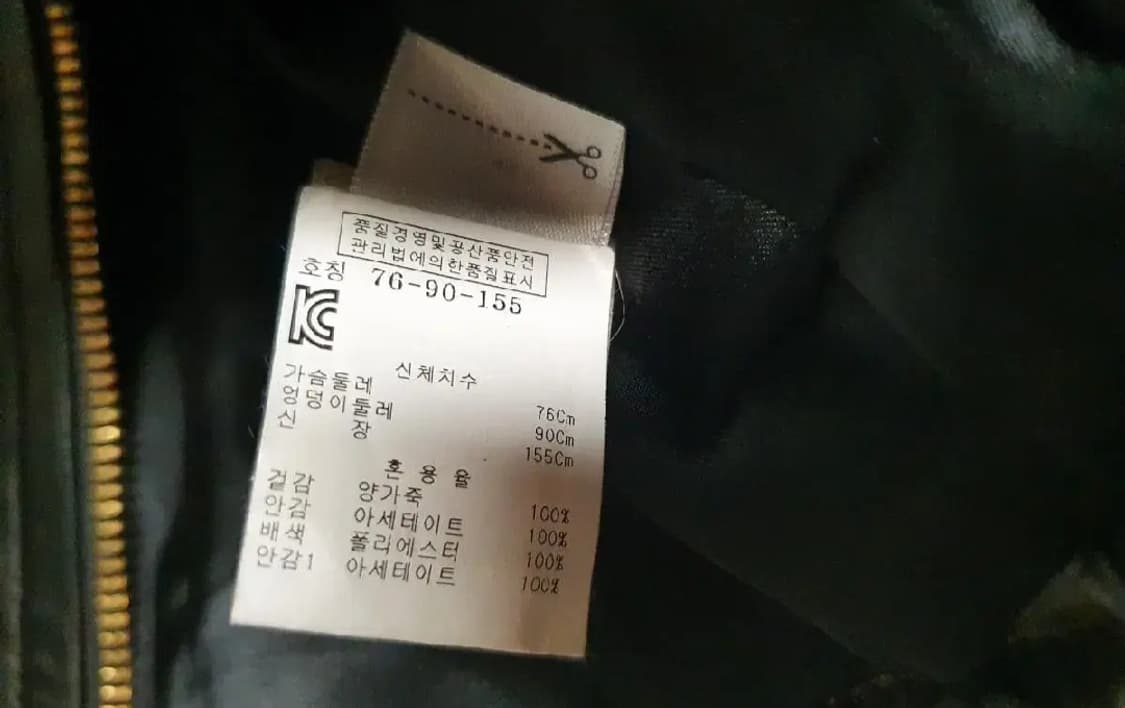 품질경영및공산품안전
관리법에의한품질표시
호칭 76-90-155
신체치수
가슴둘레 76Cm
엉덩이둘레 90Cm
신 장 155Cm
혼 용 율
겉감 양가죽 100%
안감 아세테이트 100%
배색 폴리에스터 100%
안감1 아세테이트 100%